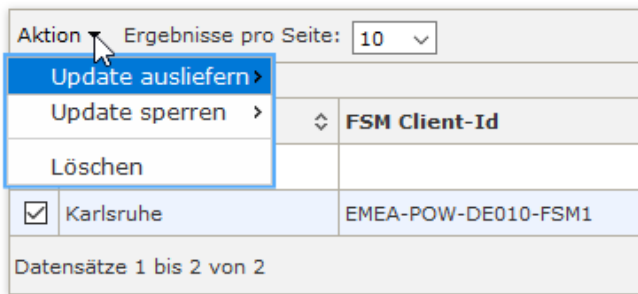 Aktion Ergebnisse pro Seite: 10
Update ausliefern
Update sperren
FSM Client-Id
Löschen
Karlsruhe EMEA-POW-DE010-FSM1
Datensätze 1 bis 2 von 2